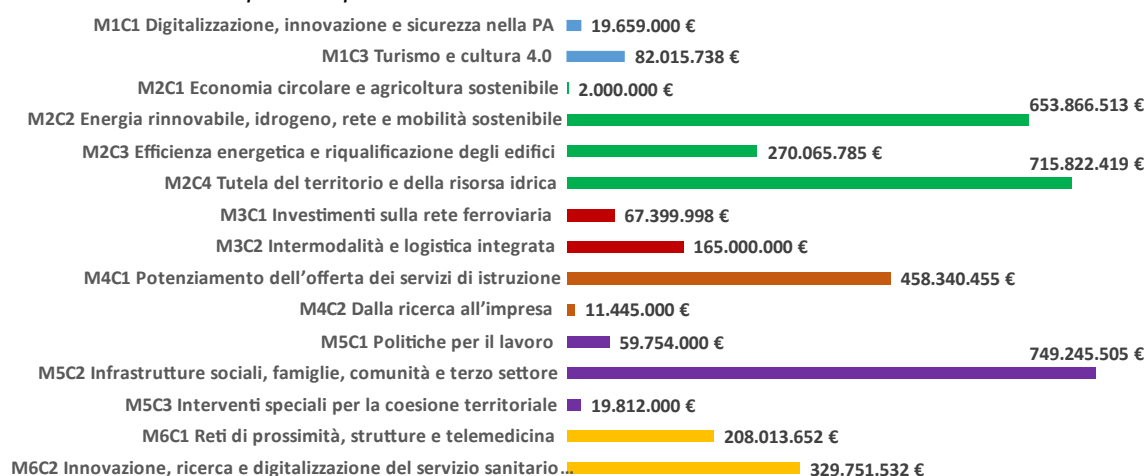 M1C1 Digitalizzazione, innovazione e sicurezza nella PA 19.659.000 €
M1C3 Turismo e cultura 4.0 82.015.738 €
M2C1 Economia circolare e agricoltura sostenibile 2.000.000 €
M2C2 Energia rinnovabile, idrogeno, rete e mobilità sostenibile 653.866.513 €
M2C3 Efficienza energetica e riqualificazione degli edifici 270.065.785 €
M2C4 Tutela del territorio e della risorsa idrica 715.822.419 €
M3C1 Investimenti sulla rete ferroviaria 67.399.998 €
M3C2 Intermodalità e logistica integrata 165.000.000 €
M4C1 Potenziamento dell’offerta dei servizi di istruzione 458.340.455 €
M4C2 Dalla ricerca all’impresa 11.445.000 €
M5C1 Politiche per il lavoro 59.754.000 €
M5C2 Infrastrutture sociali, famiglie, comunità e terzo settore 749.245.505 €
M5C3 Interventi speciali per la coesione territoriale 19.812.000 €
M6C1 Reti di prossimità, strutture e telemedicina 208.013.652 €
M6C2 Innovazione, ricerca e digitalizzazione del servizio sanitario… 329.751.532 €